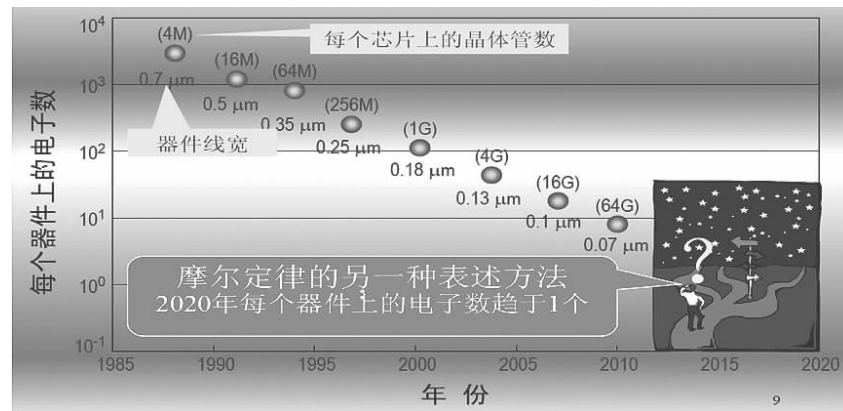 每个器件上的电子数
10⁴
10³
10²
10¹
10⁰
10⁻¹
(4M)
每个芯片上的晶体管数
0.7 μm
(16M)
0.5 μm
(64M)
0.35 μm
器件线宽
(256M)
0.25 μm
(1G)
0.18 μm
(4G)
0.13 μm
(16G)
0.1 μm
(64G)
0.07 μm
?
摩尔定律的另一种表述方法
3
2020年每个器件上的电子数趋于1个
1985
1990
1995
2000
2005
2010
2015
2020
年 份
9